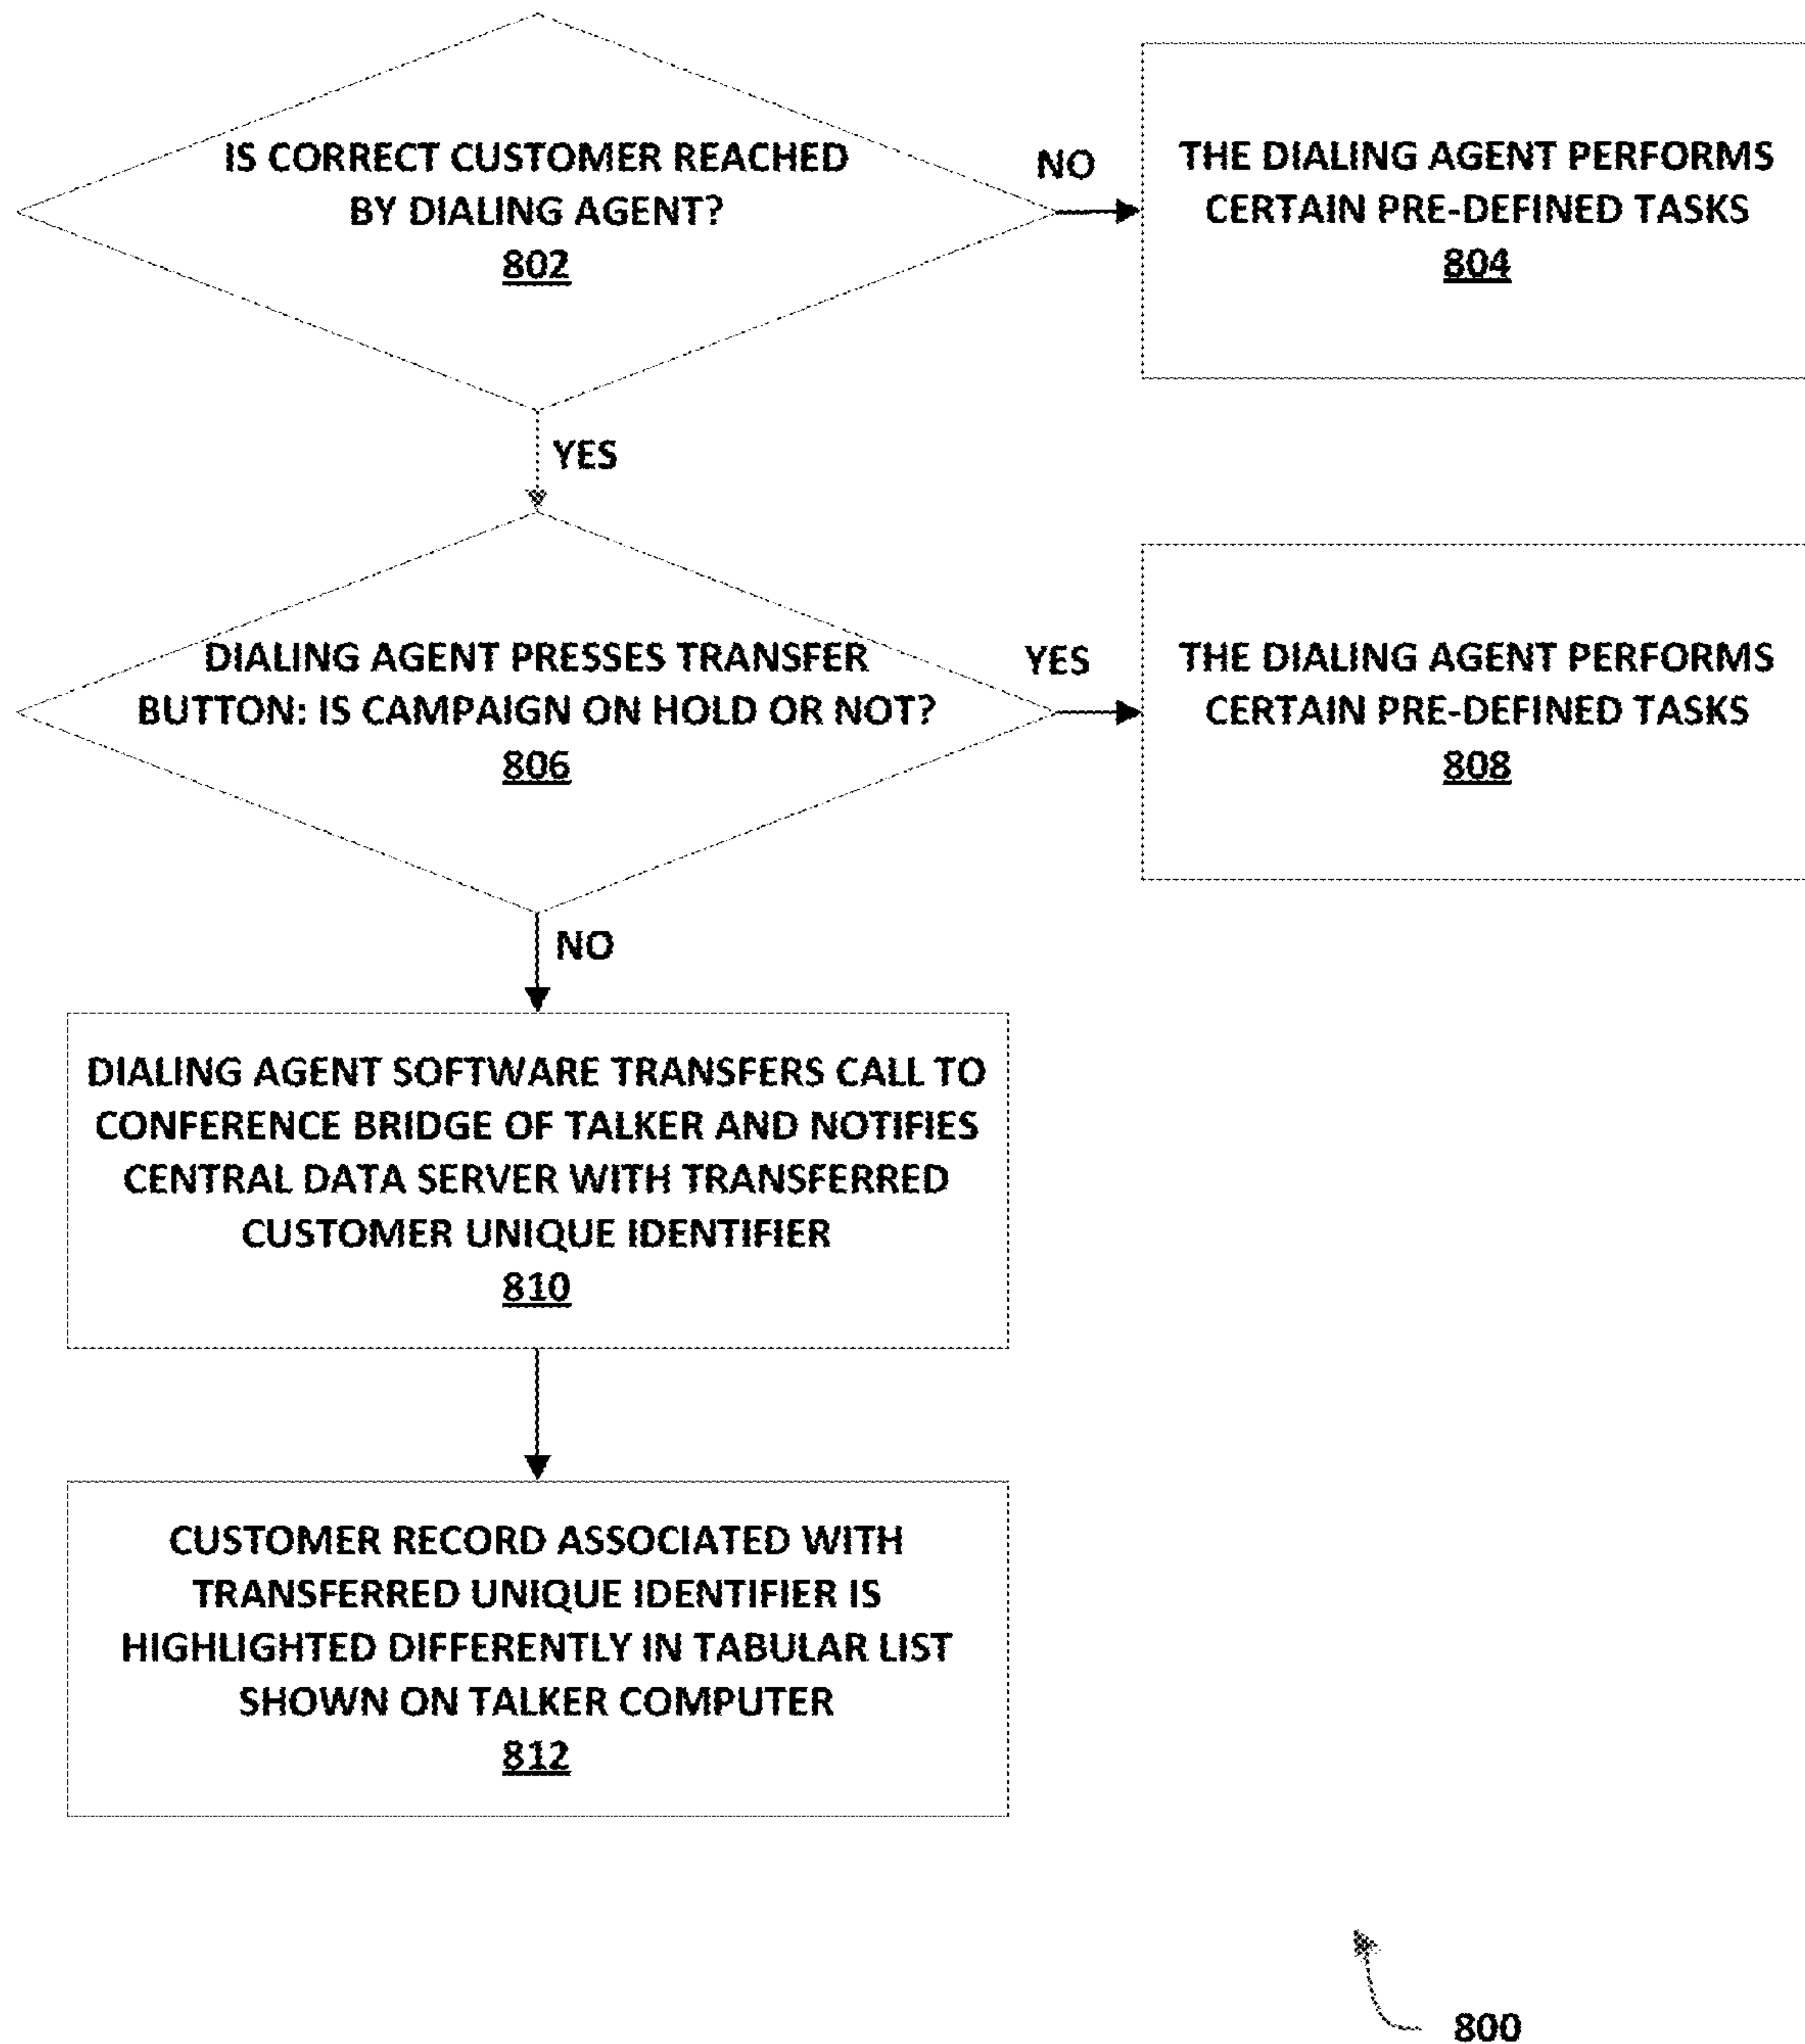 IS CORRECT CUSTOMER REACHED
BY DIALING AGENT?
802
NO
THE DIALING AGENT PERFORMS
CERTAIN PRE-DEFINED TASKS
804
YES
DIALING AGENT PRESSES TRANSFER
BUTTON: IS CAMPAIGN ON HOLD OR NOT?
806
YES
THE DIALING AGENT PERFORMS
CERTAIN PRE-DEFINED TASKS
808
NO
DIALING AGENT SOFTWARE TRANSFERS CALL TO
CONFERENCE BRIDGE OF TALKER AND NOTIFIES
CENTRAL DATA SERVER WITH TRANSFERRED
CUSTOMER UNIQUE IDENTIFIER
810
CUSTOMER RECORD ASSOCIATED WITH
TRANSFERRED UNIQUE IDENTIFIER IS
HIGHLIGHTED DIFFERENTLY IN TABULAR LIST
SHOWN ON TALKER COMPUTER
812
800